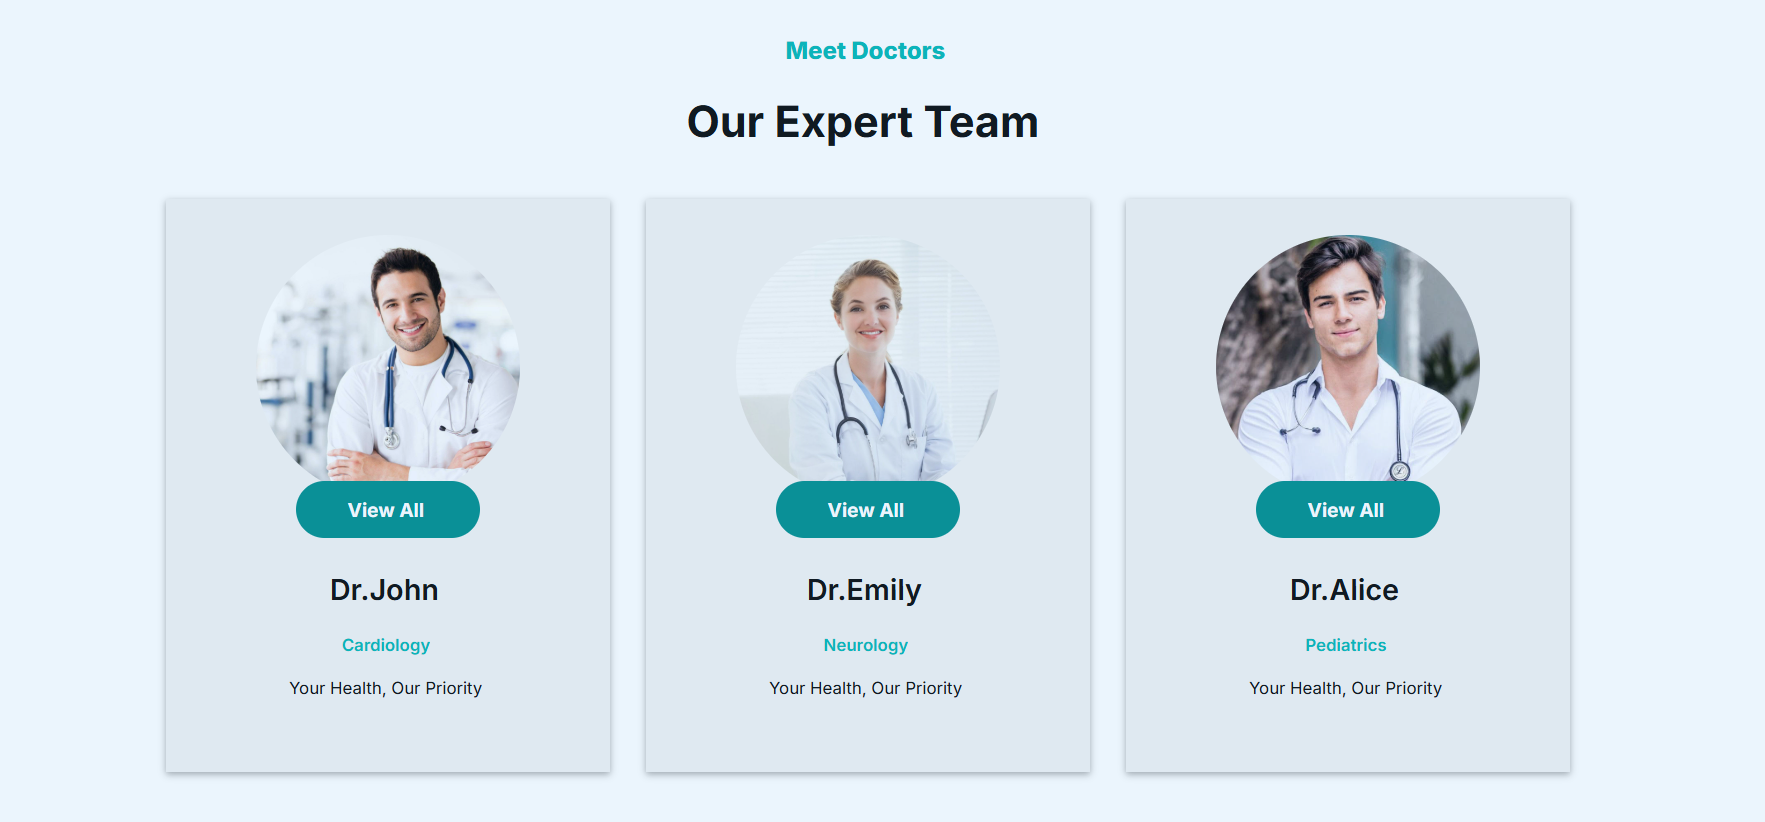 Meet Doctors
Our Expert Team
View All
Dr.John
Cardiology
Your Health, Our Priority
View All
Dr.Emily
Neurology
Your Health, Our Priority
View All
Dr.Alice
Pediatrics
Your Health, Our Priority